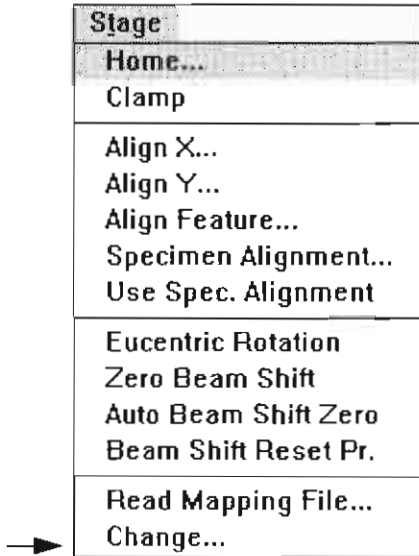 Stage
Home...
Clamp
Align X...
Align Y...
Align Feature...
Specimen Alignment...
Use Spec. Alignment
Eucentric Rotation
Zero Beam Shift
Auto Beam Shift Zero
Beam Shift Reset Pr.
Read Mapping File...
Change...